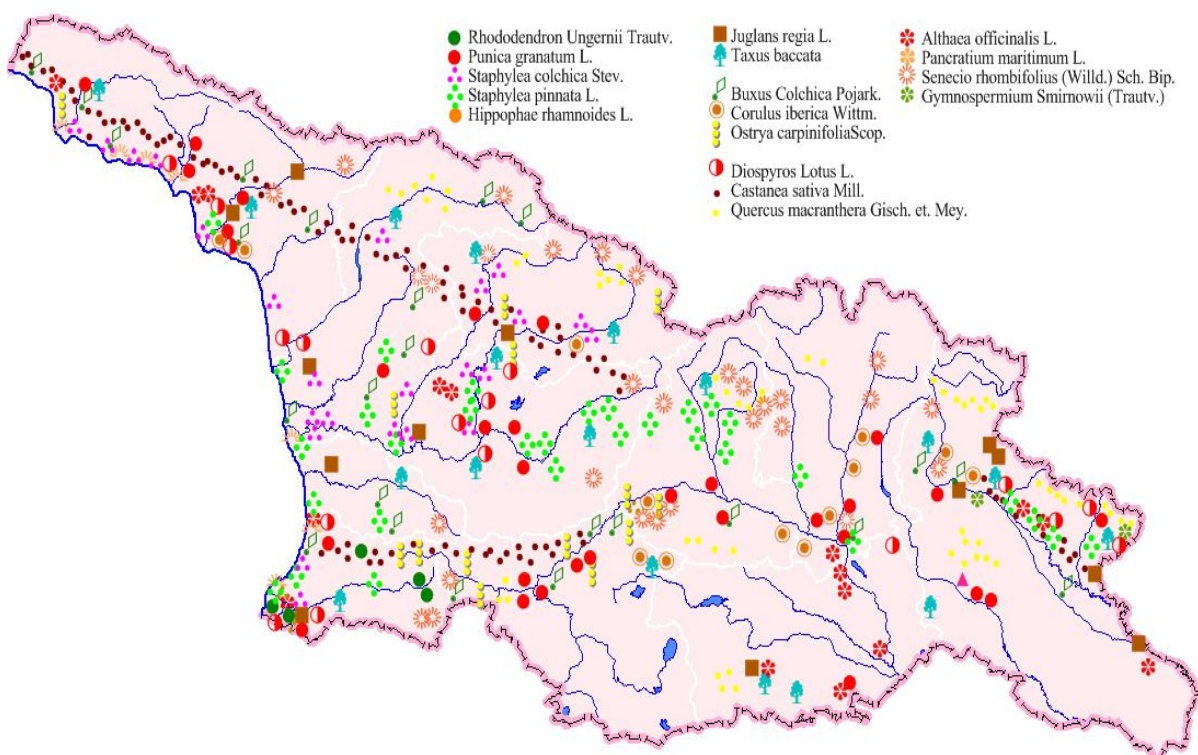 Rhododendron Ungernii Trautv.
Punica granatum L.
Staphylea colchica Stev.
Staphylea pinnata L.
Hippophae rhamnoides L.
Juglans regia L.
Taxus baccata
Buxus Colchica Pojark.
Corulus iberica Wittm.
Ostrya carpinifoliaScop.
Diospyros Lotus L.
Castanea sativa Mill.
Quercus macranthera Gisch. et. Mey.
Althaea officinalis L.
Pancratium maritimum L.
Senecio rhombifolius (Willd.) Sch. Bip.
Gymnospermium Smirnowii (Trautv.)